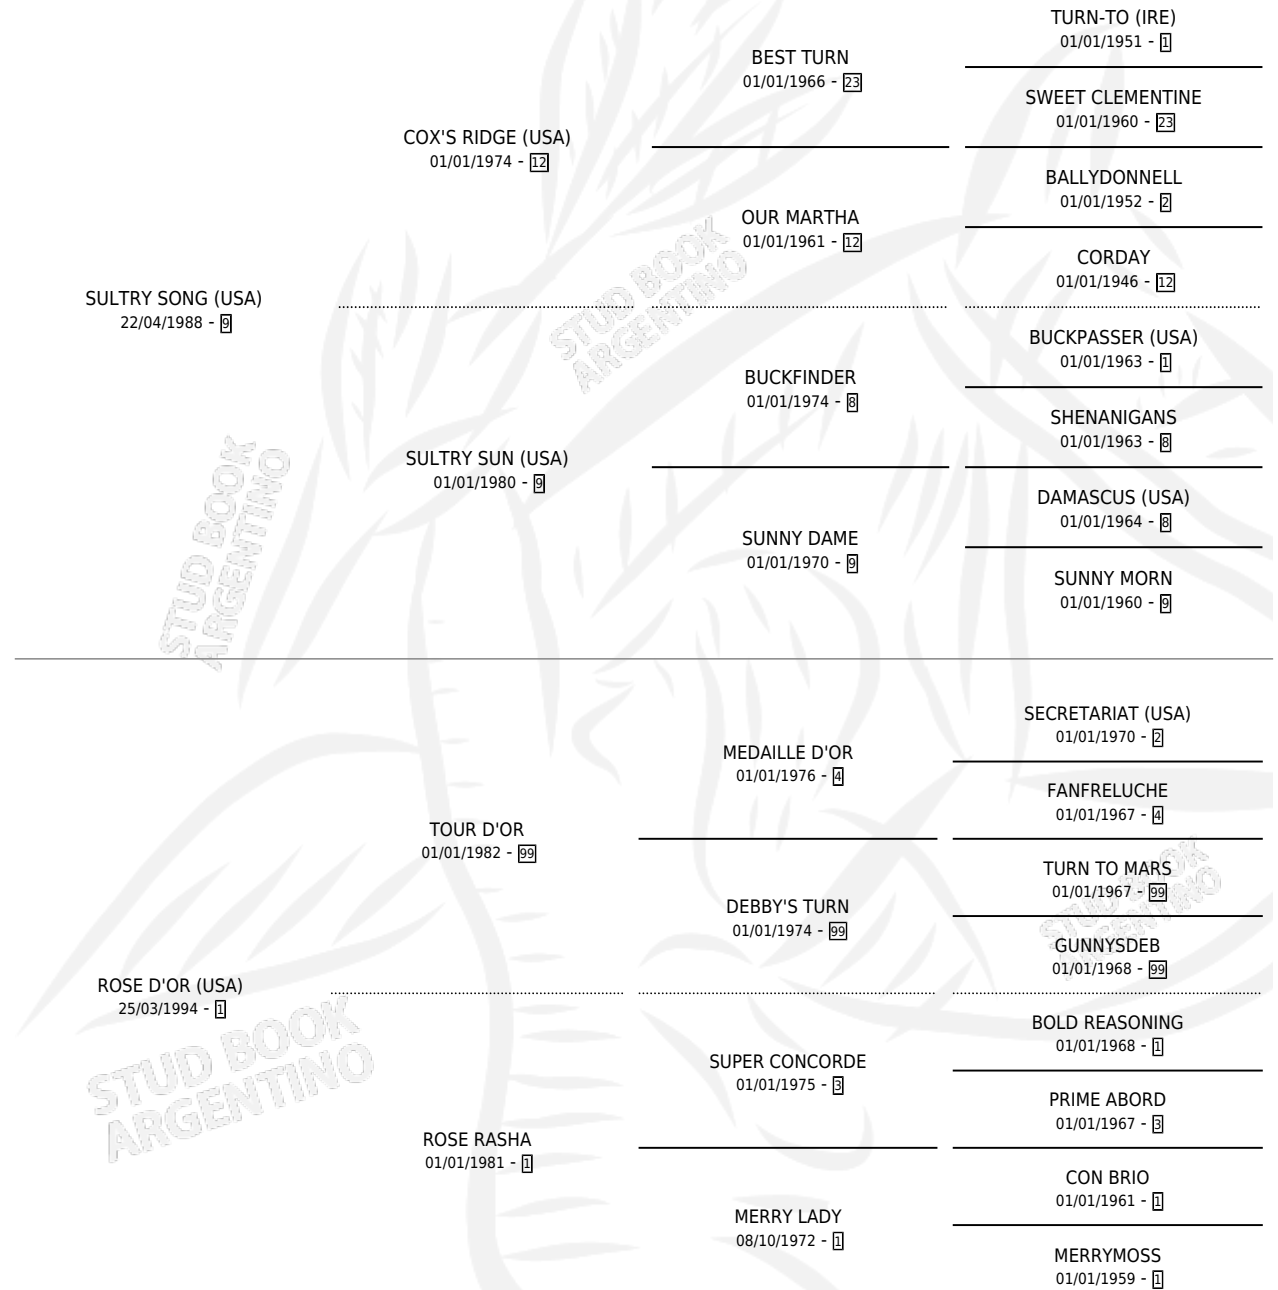 SULTRY SONG (USA)
22/04/1988 - 9
COX'S RIDGE (USA)
01/01/1974 - 12
BEST TURN
01/01/1966 - 23
TURN-TO (IRE)
01/01/1951 - 1
SWEET CLEMENTINE
01/01/1960 - 23
OUR MARTHA
01/01/1961 - 12
BALLYDONNELL
01/01/1952 - 2
CORDAY
01/01/1946 - 12
SULTRY SUN (USA)
01/01/1980 - 9
BUCKFINDER
01/01/1974 - 8
BUCKPASSER (USA)
01/01/1963 - 1
SHENANIGANS
01/01/1963 - 8
SUNNY DAME
01/01/1970 - 9
DAMASCUS (USA)
01/01/1964 - 8
SUNNY MORN
01/01/1960 - 9
ROSE D'OR (USA)
25/03/1994 - 1
TOUR D'OR
01/01/1982 - 99
MEDAILLE D'OR
01/01/1976 - 4
SECRETARIAT (USA)
01/01/1970 - 2
FANFRELUCHE
01/01/1967 - 4
DEBBY'S TURN
01/01/1974 - 99
TURN TO MARS
01/01/1967 - 99
GUNNYSDEB
01/01/1968 - 99
ROSE RASHA
01/01/1981 - 1
SUPER CONCORDE
01/01/1975 - 3
BOLD REASONING
01/01/1968 - 1
PRIME ABORD
01/01/1967 - 3
MERRY LADY
08/10/1972 - 1
CON BRIO
01/01/1961 - 1
MERRYMOSS
01/01/1959 - 1
STUD BOOK
ARGENTINO
STUD BOOK
ARGENTINO
STUD BOOK
ARGENTINO
STUD BOOK
ARGENTINO